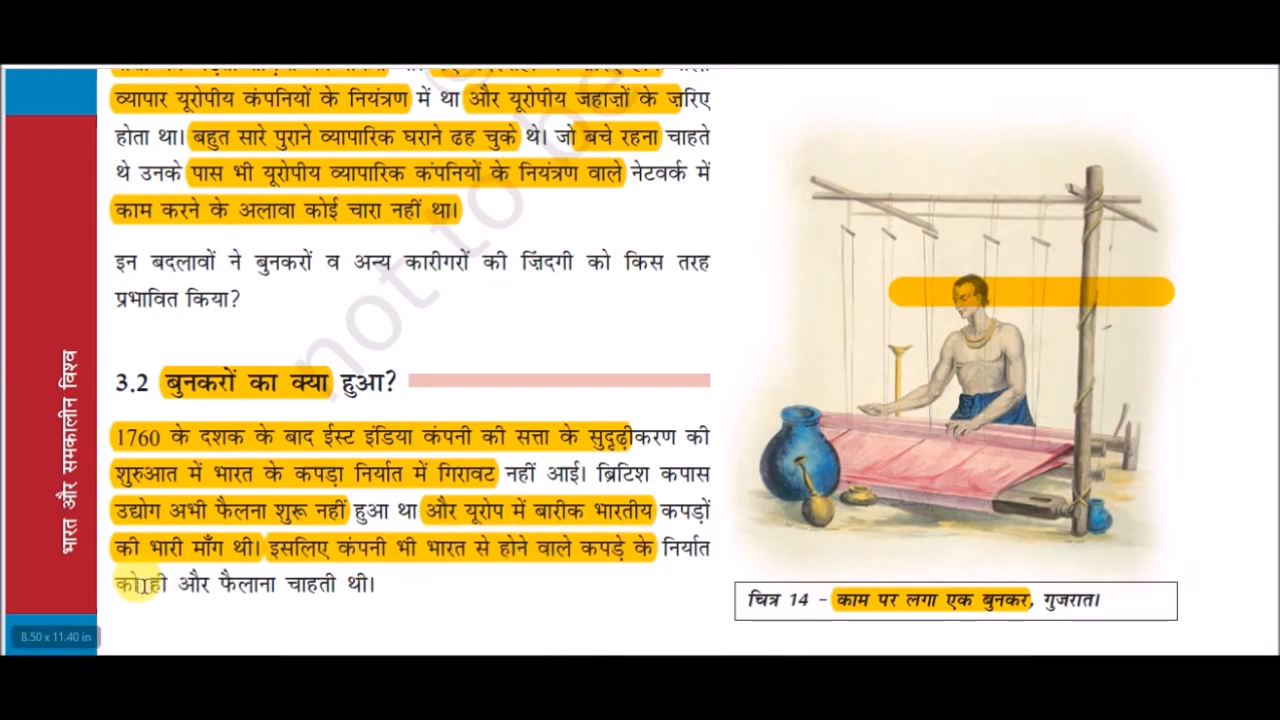 व्यापार यूरोपीय कंपनियों के नियंत्रण में था और यूरोपीय जहाज़ों के ज़रिए
होता था। बहुत सारे पुराने व्यापारिक घराने ढह चुके थे। जो बचे रहना चाहते
थे उनके पास भी यूरोपीय व्यापारिक कंपनियों के नियंत्रण वाले नेटवर्क में
काम करने के अलावा कोई चारा नहीं था।
इन बदलावों ने बुनकरों व अन्य कारीगरों की ज़िंदगी को किस तरह
प्रभावित किया?
3.2 बुनकरों का क्या हुआ?
1760 के दशक के बाद ईस्ट इंडिया कंपनी की सत्ता के सुदृढ़ीकरण की
शुरुआत में भारत के कपड़ा निर्यात में गिरावट नहीं आई। ब्रिटिश कपास
उद्योग अभी फैलना शुरू नहीं हुआ था और यूरोप में बारीक भारतीय कपड़ों
की भारी माँग थी। इसलिए कंपनी भी भारत से होने वाले कपड़े के निर्यात
को ही और फैलाना चाहती थी।
चित्र 14 - काम पर लगा एक बुनकर, गुजरात।
भारत और समकालीन विश्व
8.50 x 11.40 in
not to be